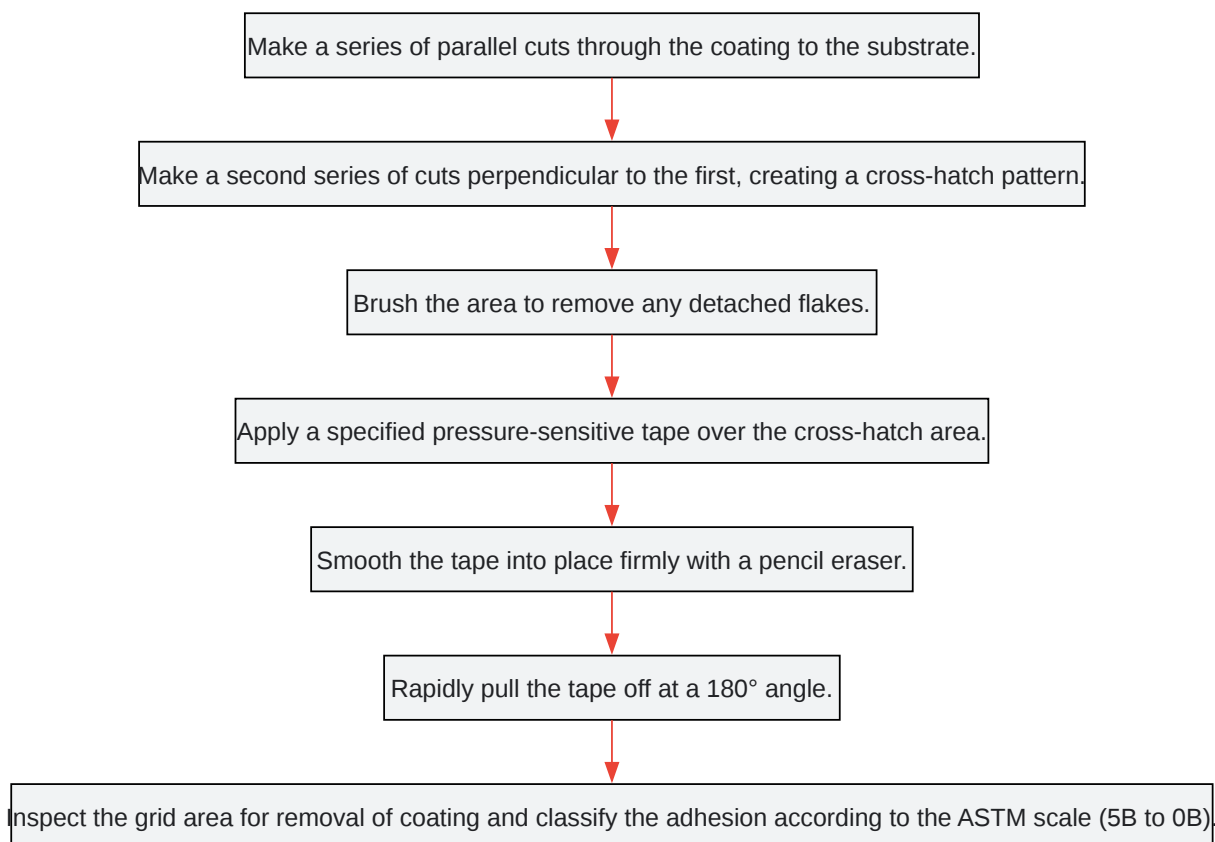 Make a series of parallel cuts through the coating to the substrate.
Make a second series of cuts perpendicular to the first, creating a cross-hatch pattern.
Brush the area to remove any detached flakes.
Apply a specified pressure-sensitive tape over the cross-hatch area.
Smooth the tape into place firmly with a pencil eraser.
Rapidly pull the tape off at a 180° angle.
Inspect the grid area for removal of coating and classify the adhesion according to the ASTM scale (5B to 0B).